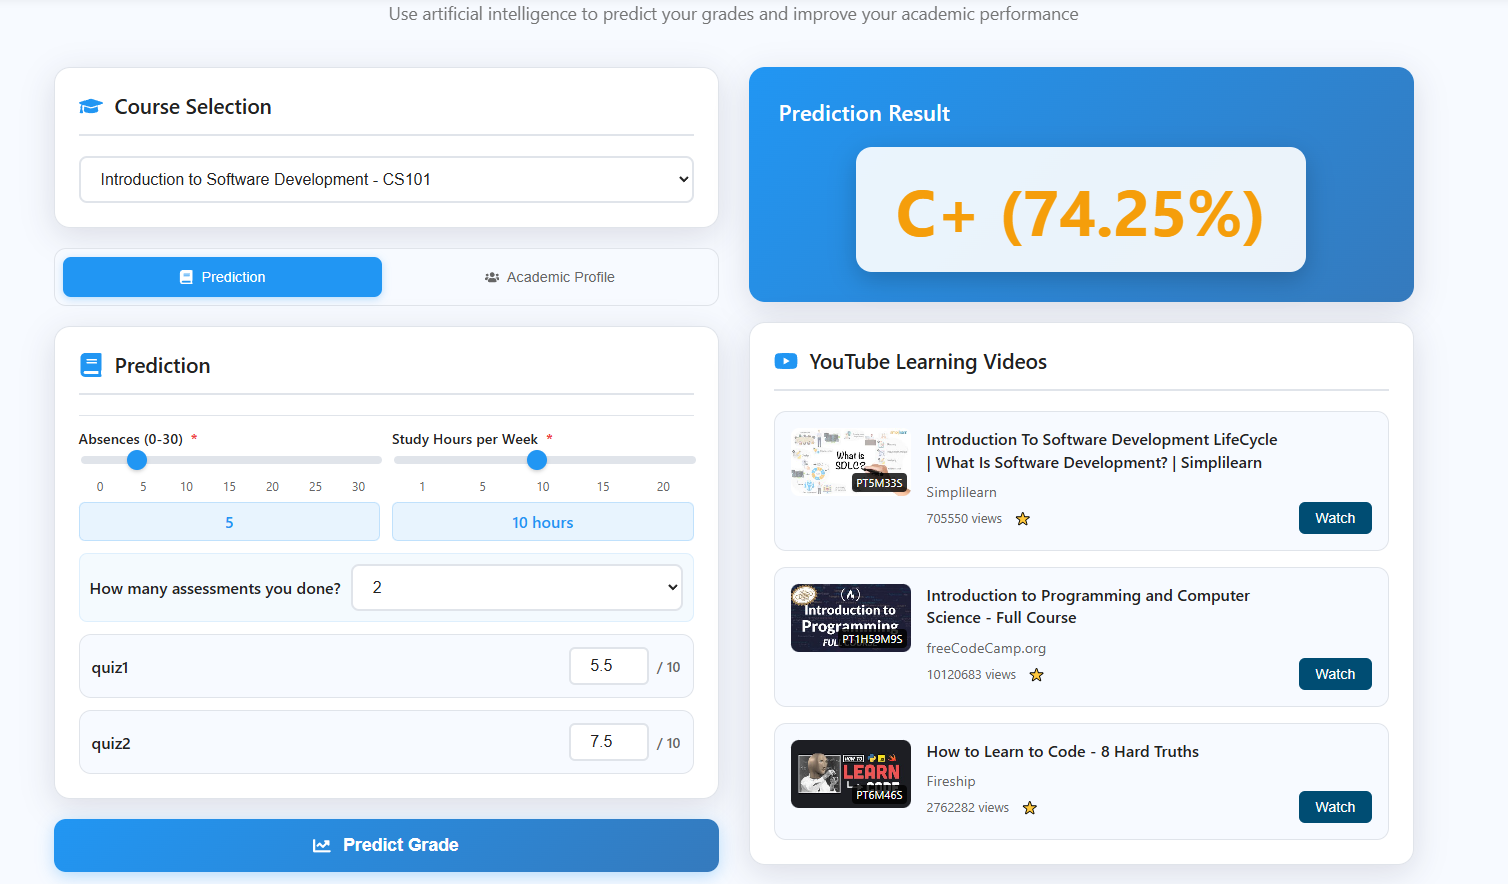 Use artificial intelligence to predict your grades and improve your academic performance
Course Selection
Introduction to Software Development - CS101
Prediction
Academic Profile
Prediction
Absences (0-30) *
Study Hours per Week *
0 5 10 15 20 25 30
1 5 10 15 20
5
10 hours
How many assessments you done?
2
quiz1
5.5
/ 10
quiz2
7.5
/ 10
Predict Grade
Prediction Result
C+ (74.25%)
YouTube Learning Videos
What is
SDLC?
PT5M33S
Introduction To Software Development LifeCycle
| What Is Software Development? | Simplilearn
Simplilearn
705550 views
Watch
Introduction to
Programming
FULL
PT1H59M9S
Introduction to Programming and Computer
Science - Full Course
freeCodeCamp.org
10120683 views
Watch
HOW TO
LEARN
PT6M46S
How to Learn to Code - 8 Hard Truths
Fireship
2762282 views
Watch